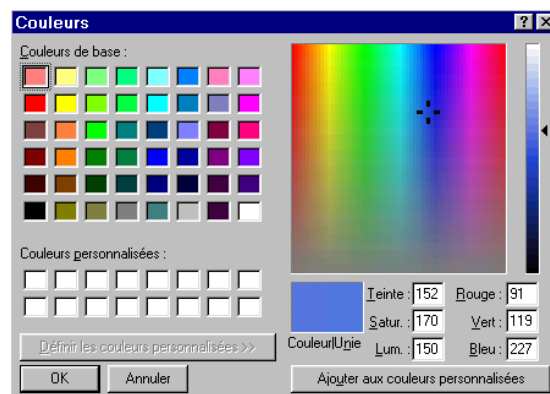 Couleurs
Couleurs de base :
Couleurs personnalisées :
Définir les couleurs personnalisées >>
OK Annuler
Couleur|Unie
Teinte : 152 Rouge : 91
Satur. : 170 Vert : 119
Lum. : 150 Bleu : 227
Ajouter aux couleurs personnalisées